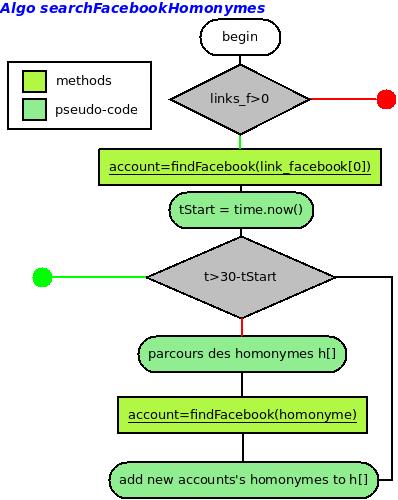 Algo searchFacebookHomonymes
begin
methods
pseudo-code
links_f>0
account=findFacebook(link_facebook[0])
tStart = time.now()
t>30-tStart
parcours des homonymes h[]
account=findFacebook(homonyme)
add new accounts's homonymes to h[]